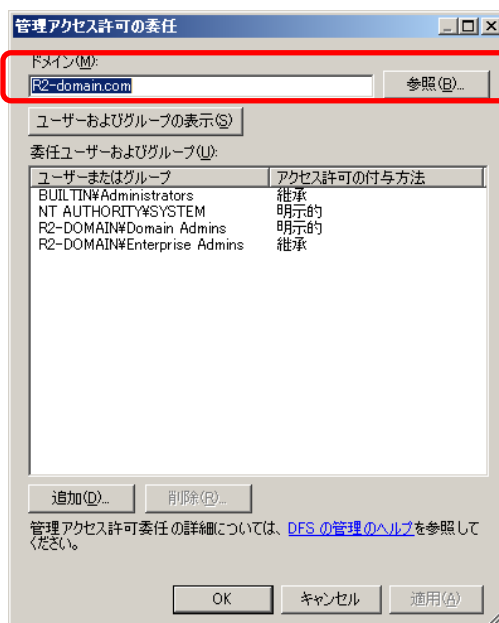 管理アクセス許可の委任
ドメイン(M):
R2-domain.com
参照(B)...
ユーザーおよびグループの表示(S)
委任ユーザーおよびグループ(U):
ユーザーまたはグループ アクセス許可の付与方法
BUILTIN¥Administrators 継承
NT AUTHORITY¥SYSTEM 明示的
R2-DOMAIN¥Domain Admins 明示的
R2-DOMAIN¥Enterprise Admins 継承
追加(D)... 削除(R)...
管理アクセス許可委任の詳細については、DFS の管理のヘルプを参照して
ください。
OK キャンセル 適用(A)